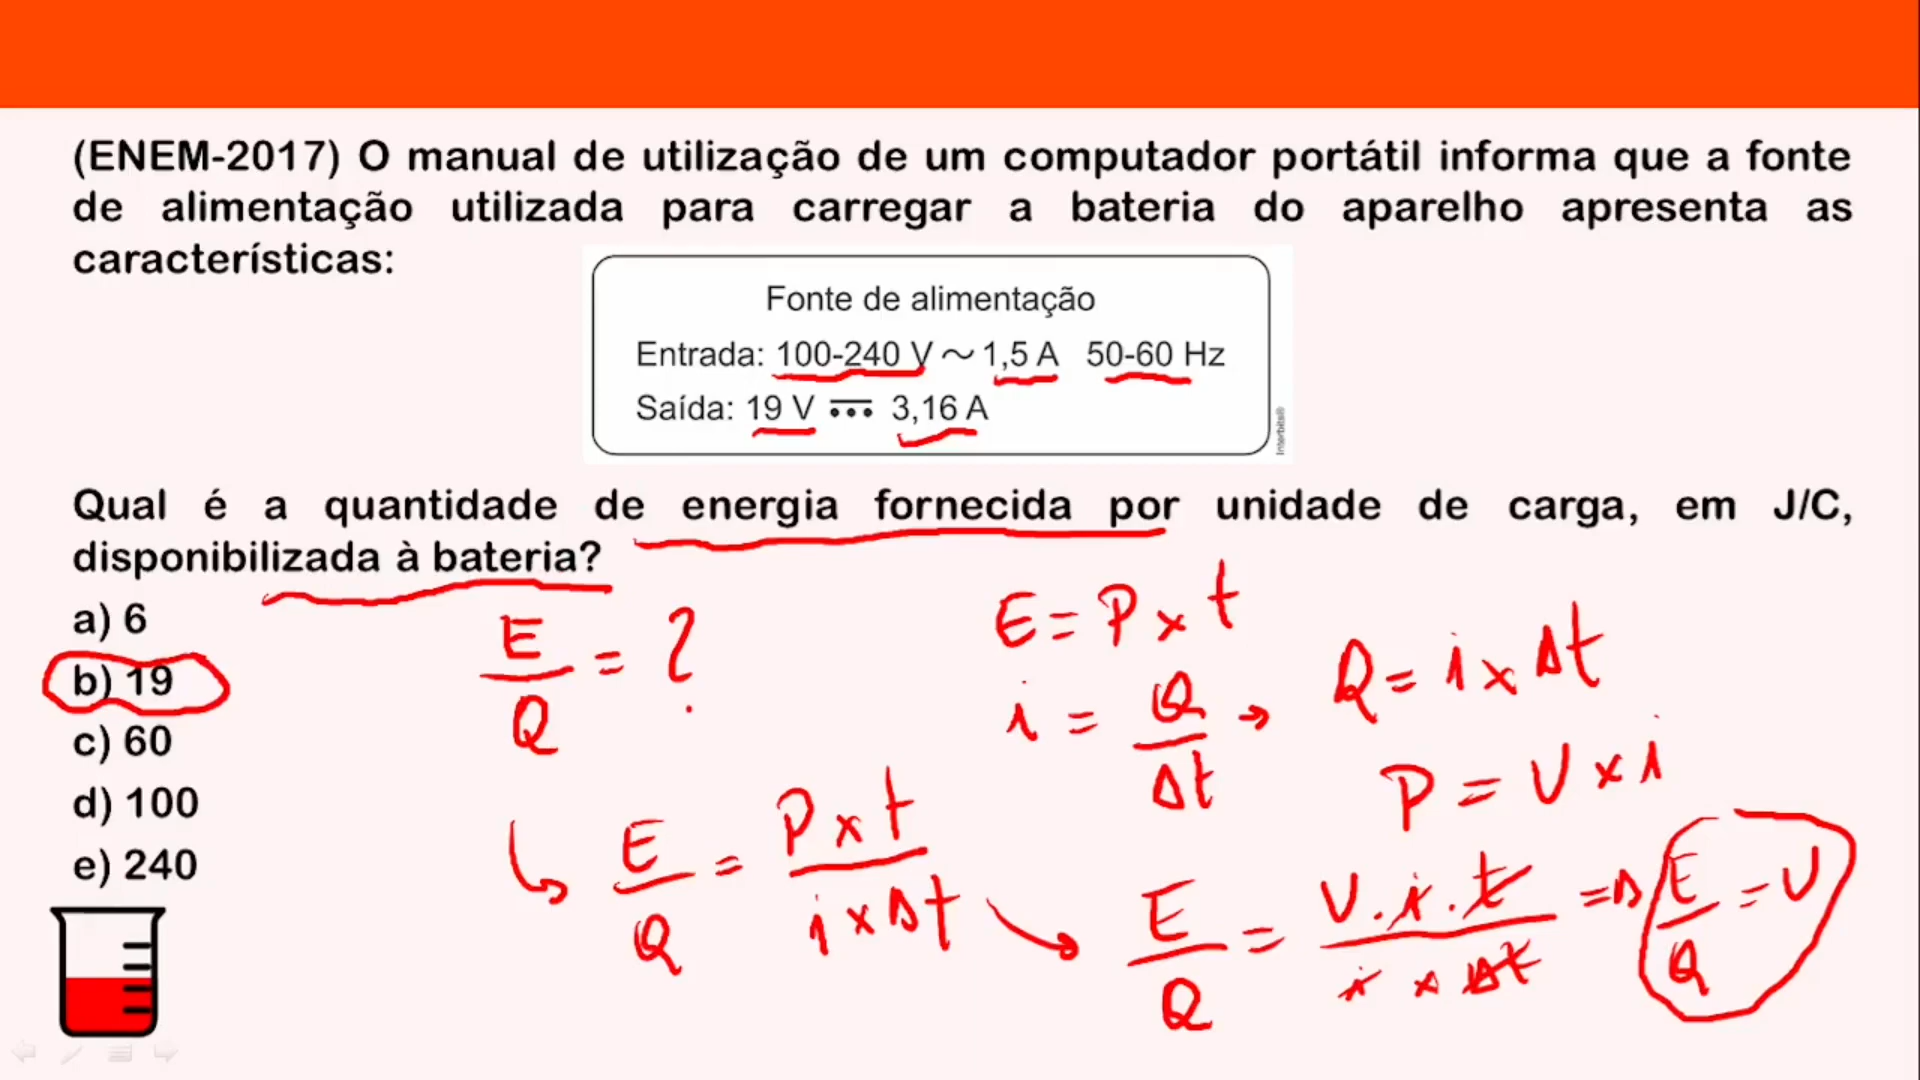 (ENEM-2017) O manual de utilização de um computador portátil informa que a fonte
de alimentação utilizada para carregar a bateria do aparelho apresenta as
características:
Fonte de alimentação
Entrada: 100-240 V ~ 1,5 A 50-60 Hz
Saída: 19 V ⎓ 3,16 A
Interbits®
Qual é a quantidade de energia fornecida por unidade de carga, em J/C,
disponibilizada à bateria?
a) 6
b) 19
c) 60
d) 100
e) 240
E/Q = ?
E = P x t
i = Q/Δt → Q = i x Δt
P = U x i
E/Q = P x t / i x Δt
E/Q = U . i . t / i x Δt ⇒ E/Q = U